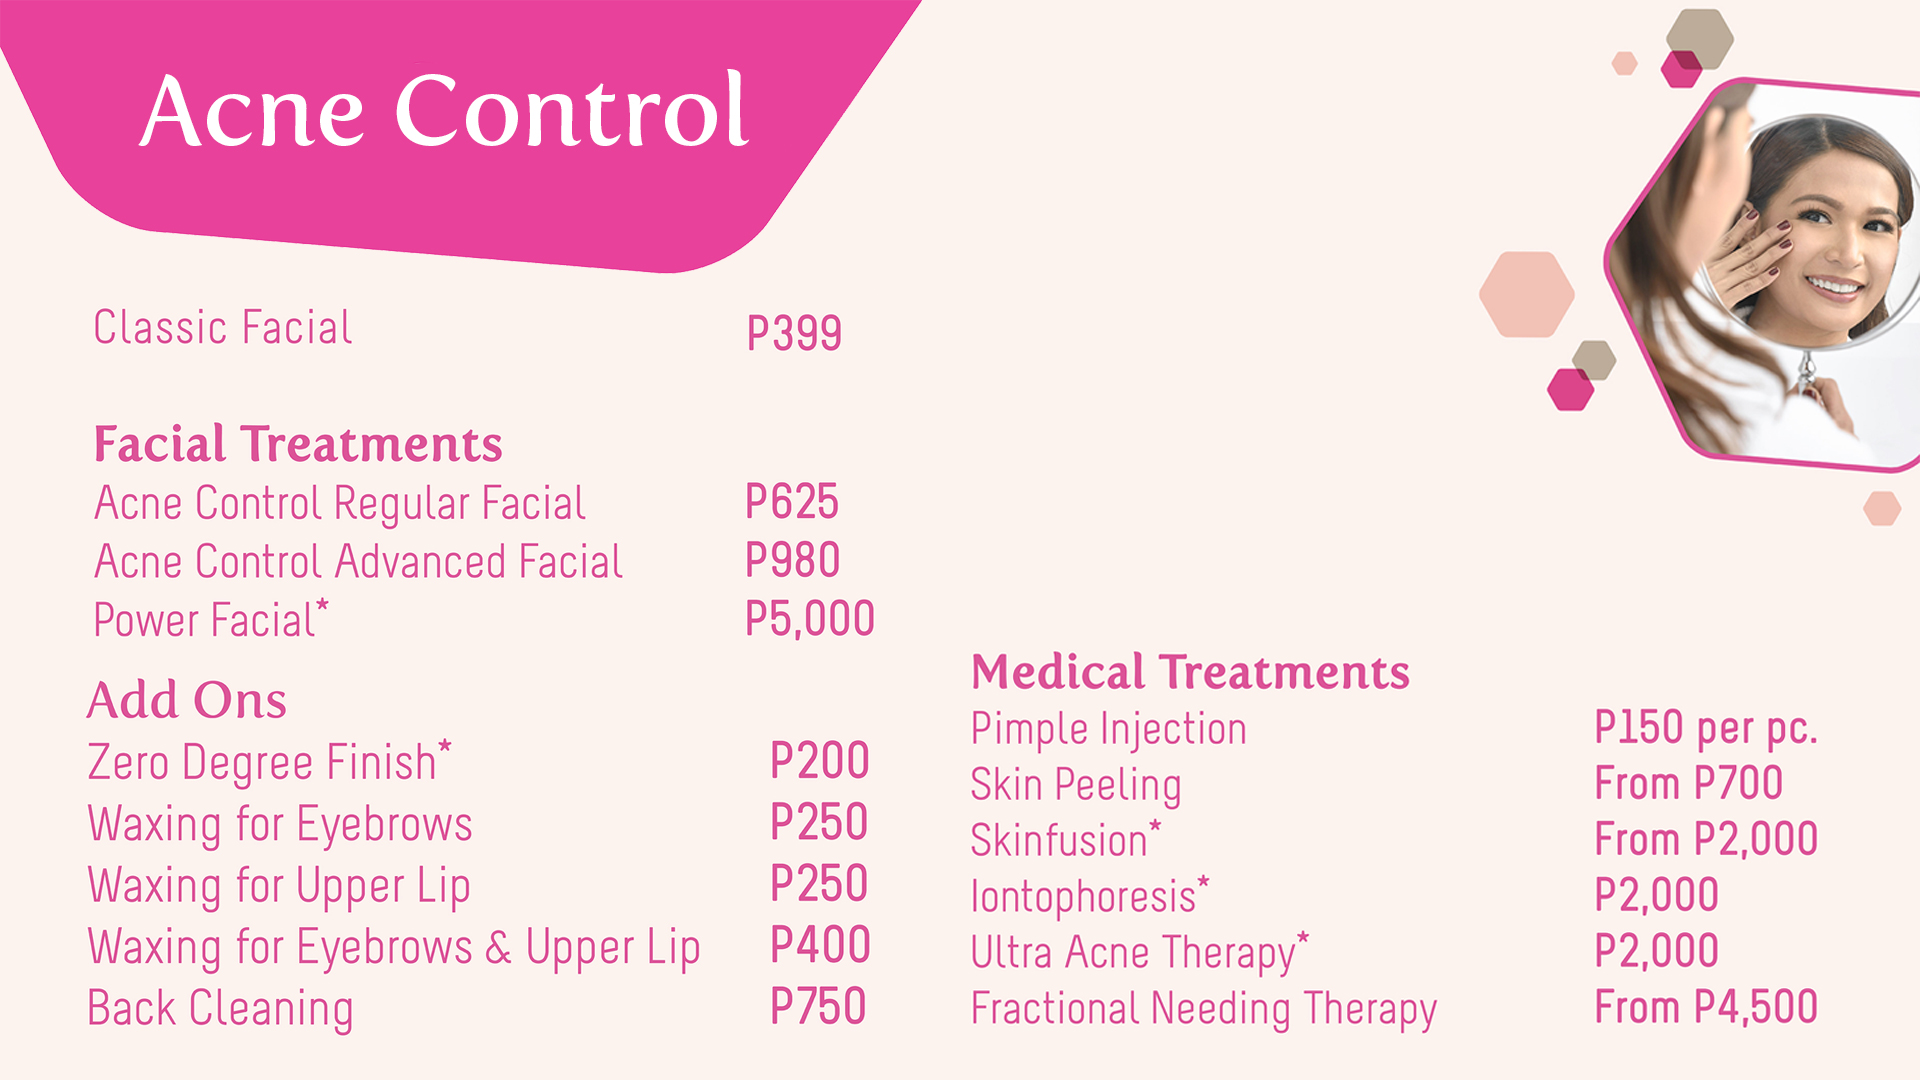 Acne Control
Classic Facial P399
Facial Treatments
Acne Control Regular Facial P625
Acne Control Advanced Facial P980
Power Facial* P5,000
Add Ons
Zero Degree Finish* P200
Waxing for Eyebrows P250
Waxing for Upper Lip P250
Waxing for Eyebrows & Upper Lip P400
Back Cleaning P750
Medical Treatments
Pimple Injection P150 per pc.
Skin Peeling From P700
Skinfusion* From P2,000
Iontophoresis* P2,000
Ultra Acne Therapy* P2,000
Fractional Needing Therapy From P4,500